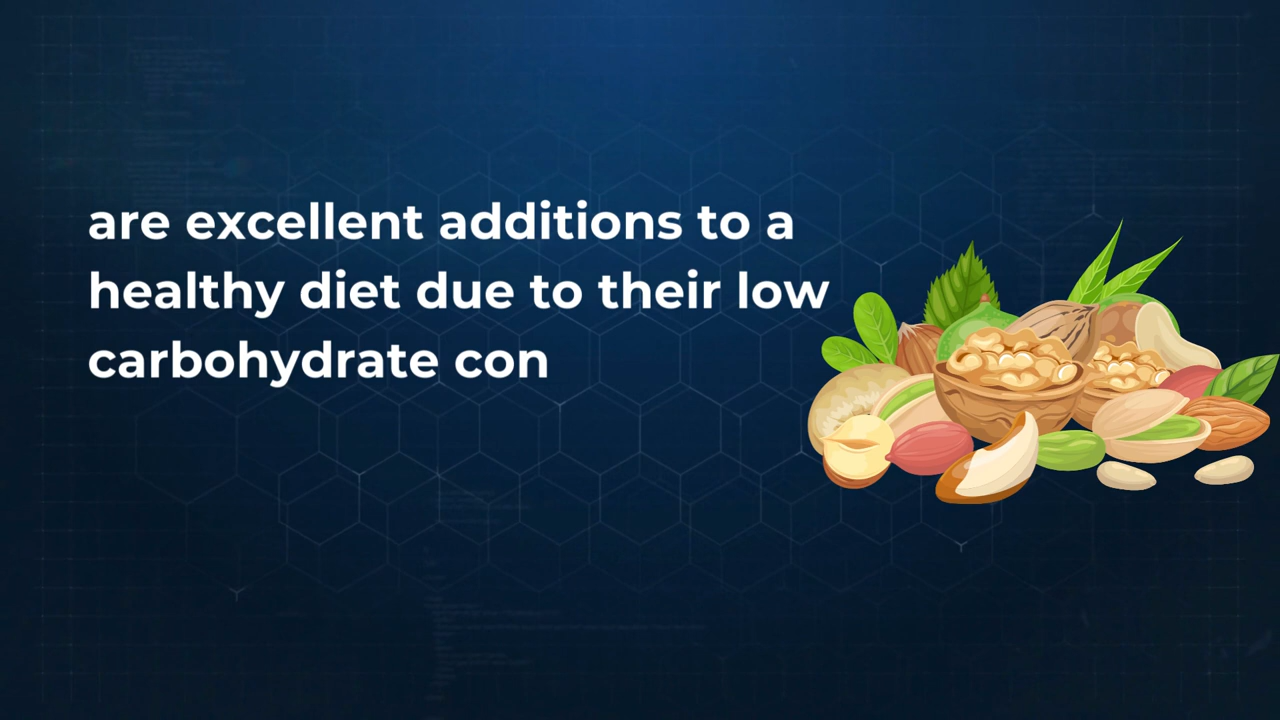 are excellent additions to a
healthy diet due to their low
carbohydrate con